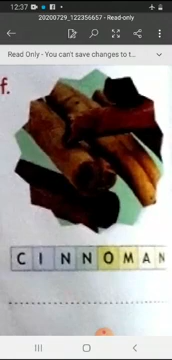 12:37
20200729_122356657 - Read-only
Read Only - You can't save changes to t...
f.
CINNOMAN